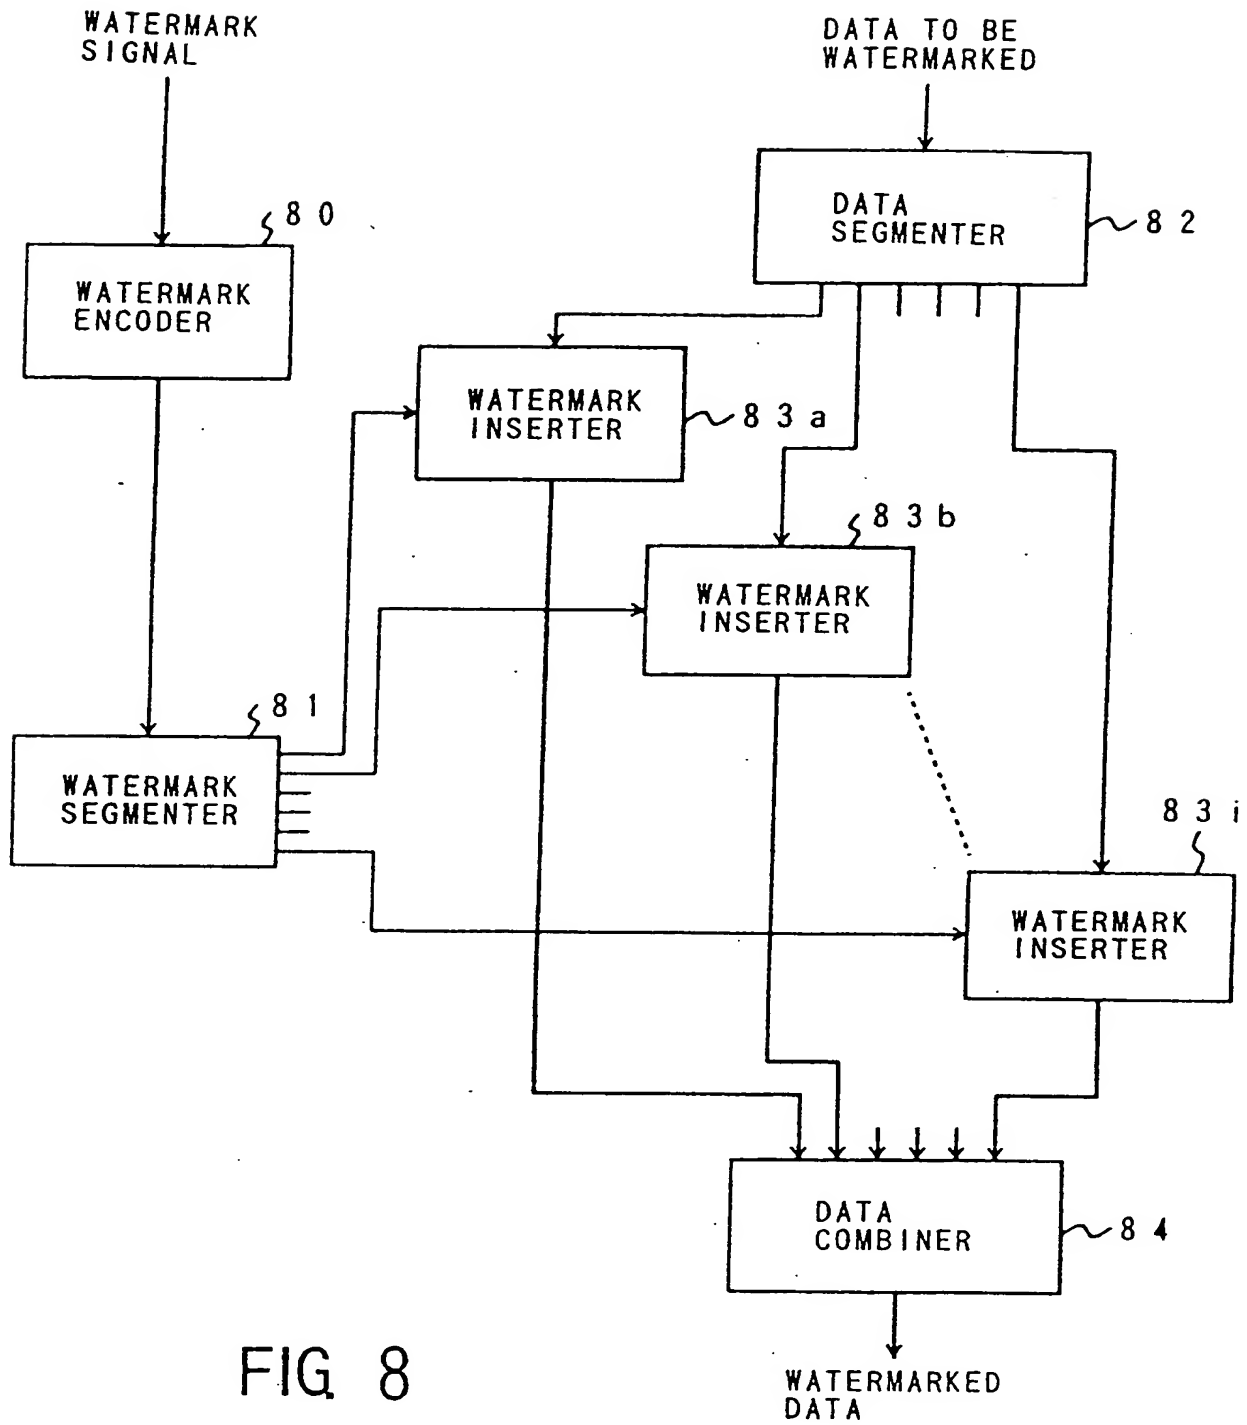 WATERMARK
SIGNAL
DATA TO BE
WATERMARKED
80
WATERMARK
ENCODER
DATA
SEGMENTER
82
WATERMARK
INSERTER
83a
83b
WATERMARK
INSERTER
81
WATERMARK
SEGMENTER
83i
WATERMARK
INSERTER
DATA
COMBINER
84
WATERMARKED
DATA
FIG. 8